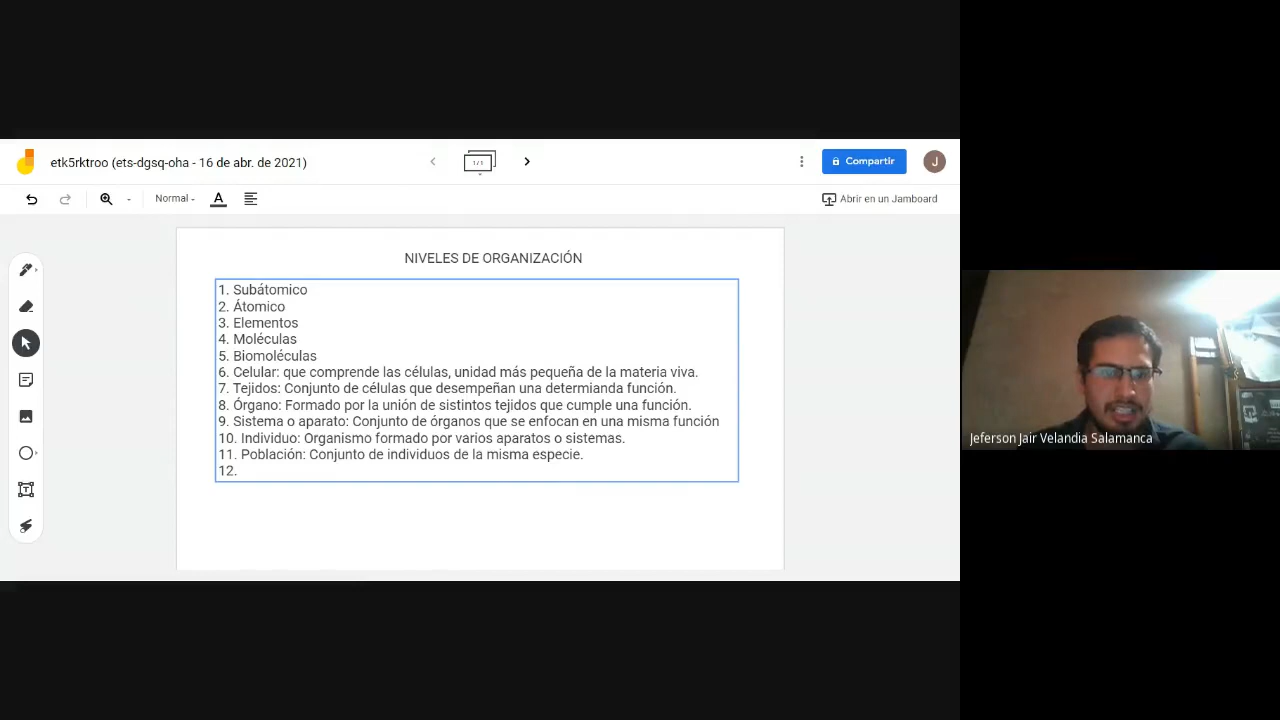 etk5rktroo (ets-dgsq-oha - 16 de abr. de 2021)
1/1
Compartir
J
Normal
A
Abrir en un Jamboard
NIVELES DE ORGANIZACIÓN
1. Subátomico
2. Átomico
3. Elementos
4. Moléculas
5. Biomoléculas
6. Celular: que comprende las células, unidad más pequeña de la materia viva.
7. Tejidos: Conjunto de células que desempeñan una determianda función.
8. Órgano: Formado por la unión de sistintos tejidos que cumple una función.
9. Sistema o aparato: Conjunto de órganos que se enfocan en una misma función
10. Individuo: Organismo formado por varios aparatos o sistemas.
11. Población: Conjunto de individuos de la misma especie.
12.
Jeferson Jair Velandia Salamanca